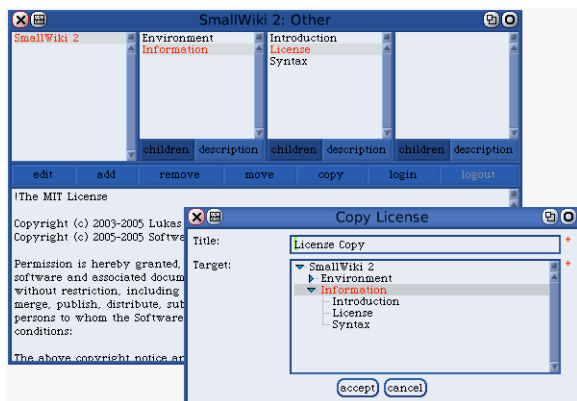 SmallWiki 2: Other
SmallWiki 2
Environment
Information
Introduction
License
Syntax
children description children description children description
edit add remove move copy login logout
!The MIT License
Copyright (c) 2003-2005 Lukas
Copyright (c) 2005-2005 Softwa
Permission is hereby granted,
software and associated docum
without restriction, including
merge, publish, distribute, sub
persons to whom the Software
conditions:
The above copyright notice an
Copy License
Title: License Copy *
Target: *
SmallWiki 2
Environment
Information
Introduction
License
Syntax
accept cancel